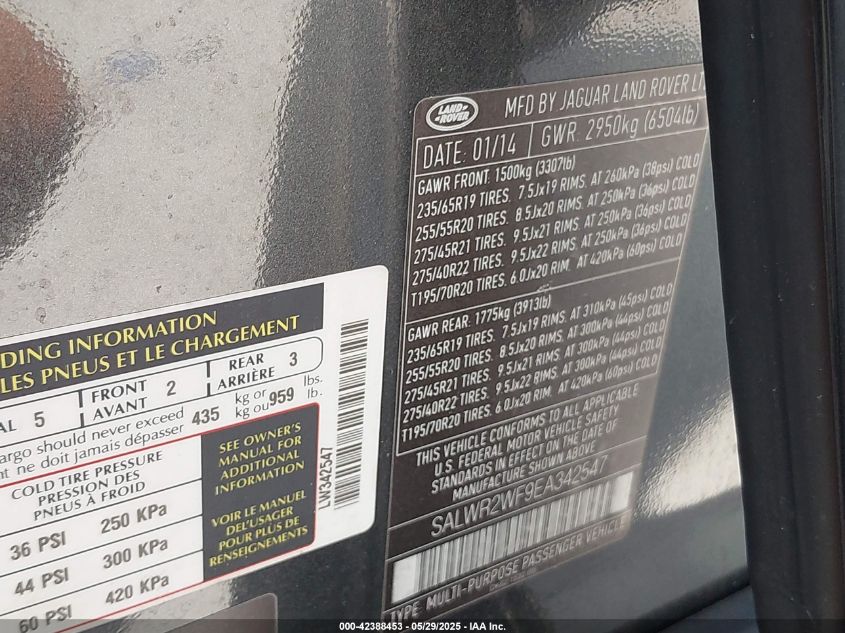 LAND ROVER
MFD BY JAGUAR LAND ROVER
DATE: 01/14 GWR: 2950kg (6504lb)
GAWR FRONT: 1500kg (3307lb)
235/65R19 TIRES. 7.5Jx19 RIMS. AT 260kPa (38psi) COLD
255/55R20 TIRES. 8.5Jx20 RIMS. AT 250kPa (36psi) COLD
275/45R21 TIRES. 9.5Jx21 RIMS. AT 250kPa (36psi) COLD
275/40R22 TIRES. 9.5Jx22 RIMS. AT 250kPa (36psi) COLD
T195/70R20 TIRES. 6.0Jx20 RIM. AT 420kPa (60psi) COLD
GAWR REAR: 1775kg (3913lb)
235/65R19 TIRES. 7.5Jx19 RIMS. AT 310kPa (45psi) COLD
255/55R20 TIRES. 8.5Jx20 RIMS. AT 300kPa (44psi) COLD
275/45R21 TIRES. 9.5Jx21 RIMS. AT 300kPa (44psi) COLD
275/40R22 TIRES. 9.5Jx22 RIMS. AT 300kPa (44psi) COLD
T195/70R20 TIRES. 6.0Jx20 RIM. AT 420kPa (60psi) COLD
THIS VEHICLE CONFORMS TO ALL APPLICABLE
U.S. FEDERAL MOTOR VEHICLE SAFETY
STANDARDS IN EFFECT ON THE DATE OF
MANUFACTURE SHOWN ABOVE.
SALWR2WF9EA342547
TYPE: MULTI-PURPOSE PASSENGER VEHICLE
DING INFORMATION
LES PNEUS ET LE CHARGEMENT
AL 5 FRONT AVANT 2 REAR ARRIÈRE 3
argo should never exceed 435 kg or 959 lbs.
nt ne doit jamais dépasser kg ou lb.
COLD TIRE PRESSURE
PRESSION DES
PNEUS À FROID
36 PSI 250 KPa
44 PSI 300 KPa
60 PSI 420 KPa
SEE OWNER'S
MANUAL FOR
ADDITIONAL
INFORMATION
VOIR LE MANUEL
DE L'USAGER
POUR PLUS DE
RENSEIGNEMENTS
LW342547
000-42388453 - 05/29/2025 - IAA Inc.